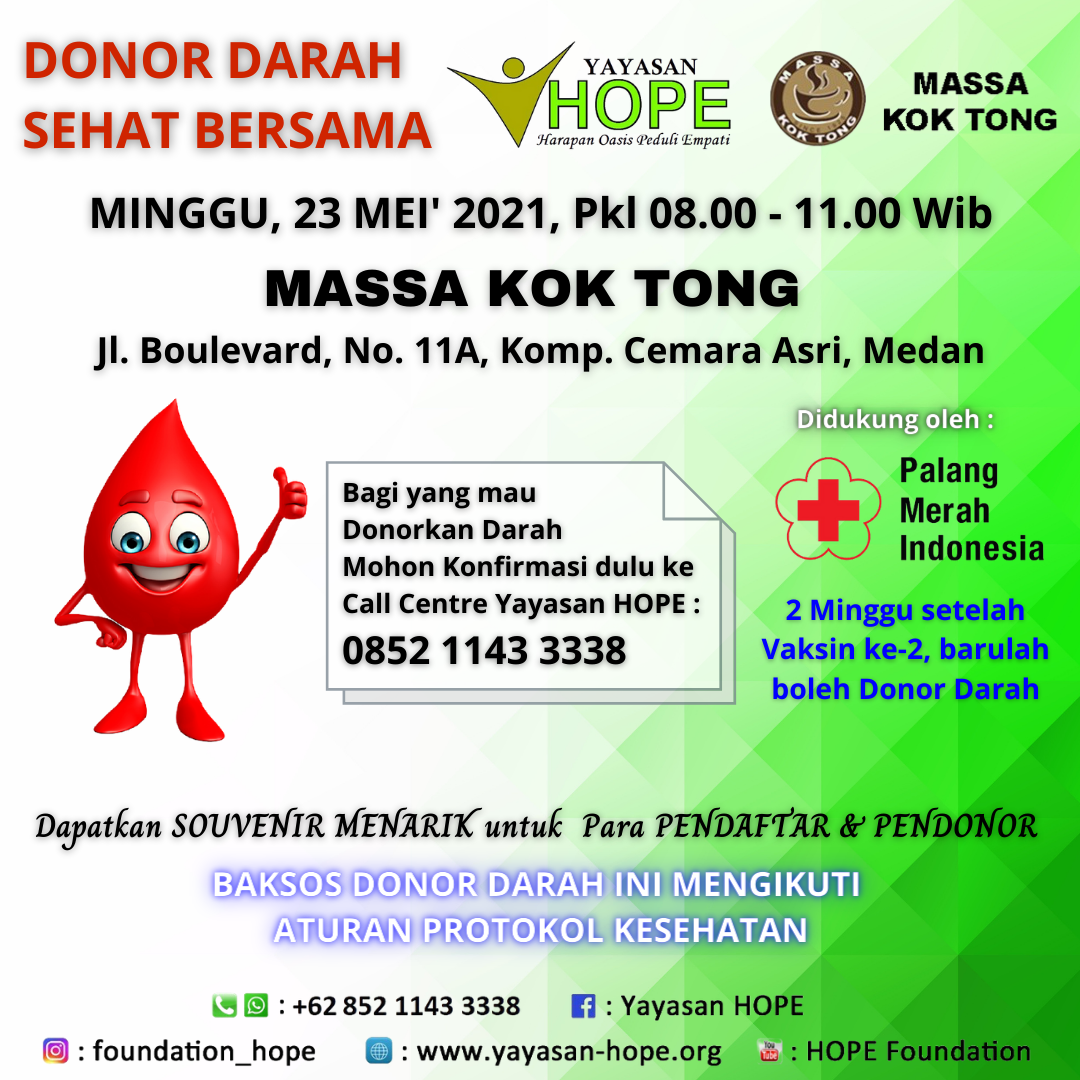 DONOR DARAH
SEHAT BERSAMA
YAYASAN
HOPE
Harapan Oasis Peduli Empati
MASSA
KOK TONG
MASSA
KOK TONG
MINGGU, 23 MEI' 2021, Pkl 08.00 - 11.00 Wib
MASSA KOK TONG
Jl. Boulevard, No. 11A, Komp. Cemara Asri, Medan
Didukung oleh :
Palang
Merah
Indonesia
Bagi yang mau
Donorkan Darah
Mohon Konfirmasi dulu ke
Call Centre Yayasan HOPE :
0852 1143 3338
2 Minggu setelah
Vaksin ke-2, barulah
boleh Donor Darah
Dapatkan SOUVENIR MENARIK untuk Para PENDAFTAR & PENDONOR
BAKSOS DONOR DARAH INI MENGIKUTI
ATURAN PROTOKOL KESEHATAN
: +62 852 1143 3338 : Yayasan HOPE
: foundation_hope : www.yayasan-hope.org You Tube : HOPE Foundation